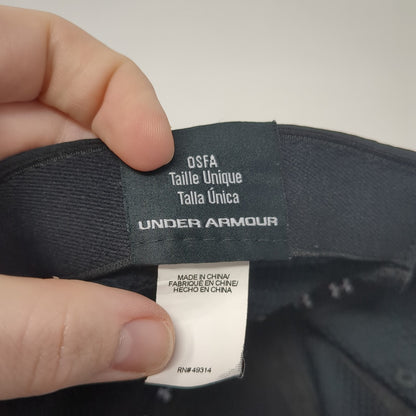 OSFA
Taille Unique
Talla Única
UNDER ARMOUR
MADE IN CHINA/
FABRIQUÉ EN CHINE/
HECHO EN CHINA
RN# 49314